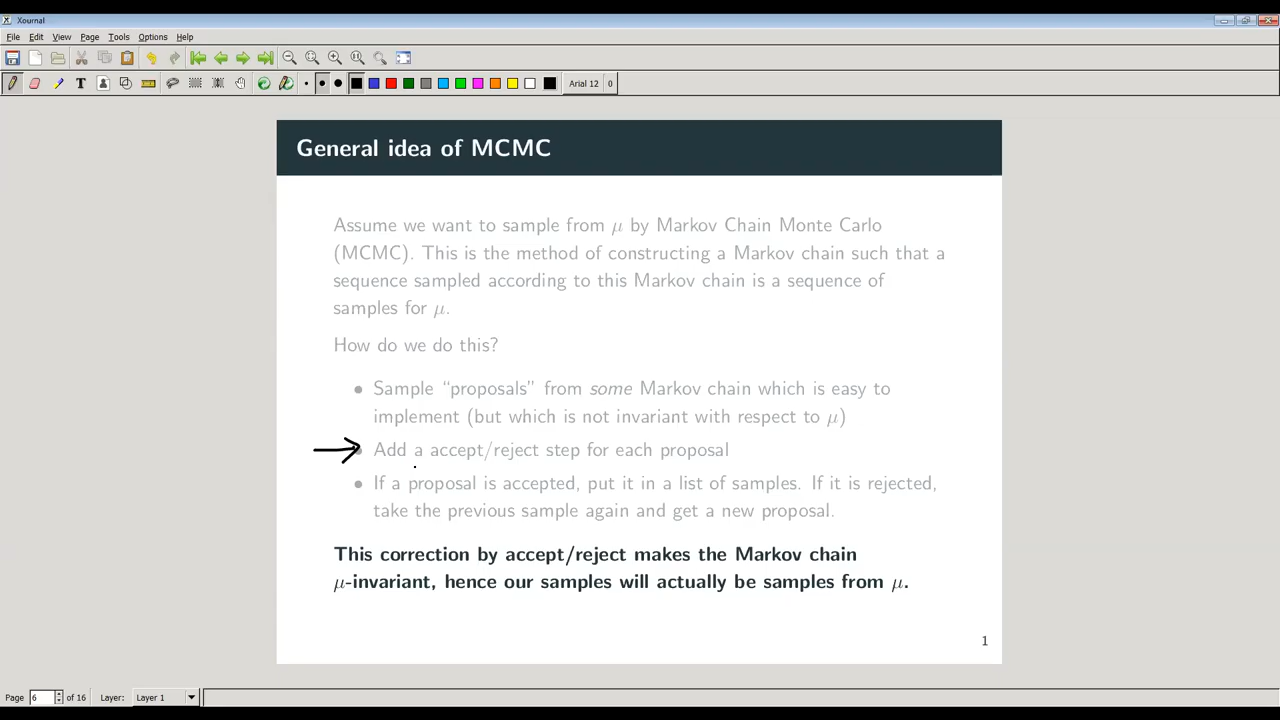 Xournal
File Edit View Page Tools Options Help
T
Arial 12 0
General idea of MCMC
Assume we want to sample from μ by Markov Chain Monte Carlo
(MCMC). This is the method of constructing a Markov chain such that a
sequence sampled according to this Markov chain is a sequence of
samples for μ.
How do we do this?
• Sample “proposals” from some Markov chain which is easy to
implement (but which is not invariant with respect to μ)
• Add a accept/reject step for each proposal
• If a proposal is accepted, put it in a list of samples. If it is rejected,
take the previous sample again and get a new proposal.
This correction by accept/reject makes the Markov chain
μ-invariant, hence our samples will actually be samples from μ.
1
Page 6 of 16 Layer: Layer 1